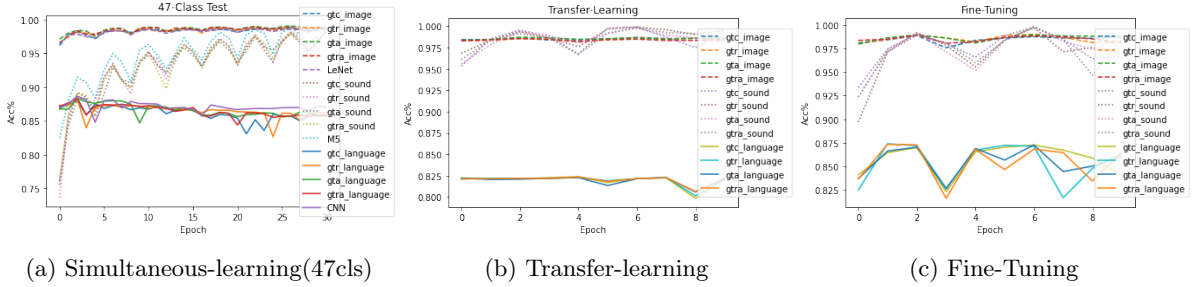 47-Class Test
Acc%
1.00
0.95
0.90
0.85
0.80
0.75
0
5
10
15
20
25
30
Epoch
gtc_image
gtr_image
gta_image
gtra_image
LeNet
gtc_sound
gtr_sound
gta_sound
gtra_sound
M5
gtc_language
gtr_language
gta_language
gtra_language
CNN
(a) Simultaneous-learning(47cls)
Transfer-Learning
Acc%
1.000
0.975
0.950
0.925
0.900
0.875
0.850
0.825
0.800
0
2
4
6
8
Epoch
gtc_image
gtr_image
gta_image
gtra_image
gtc_sound
gtr_sound
gta_sound
gtra_sound
gtc_language
gtr_language
gta_language
gtra_language
(b) Transfer-learning
Fine-Tuning
Acc%
1.000
0.975
0.950
0.925
0.900
0.875
0.850
0.825
0
2
4
6
8
Epoch
gtc_image
gtr_image
gta_image
gtra_image
gtc_sound
gtr_sound
gta_sound
gtra_sound
gtc_language
gtr_language
gta_language
gtra_language
(c) Fine-Tuning